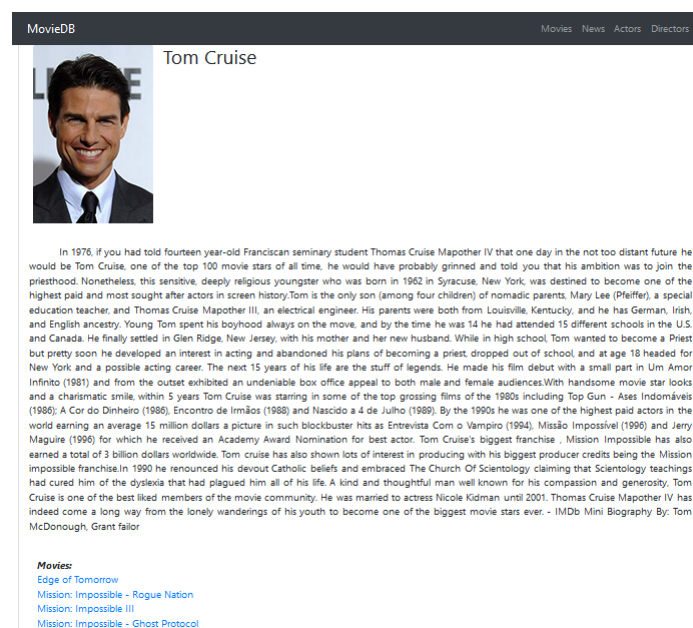 MovieDB Movies News Actors Directors
Tom Cruise
In 1976, if you had told fourteen year-old Franciscan seminary student Thomas Cruise Mapother IV that one day in the not too distant future he
would be Tom Cruise, one of the top 100 movie stars of all time, he would have probably grinned and told you that his ambition was to join the
priesthood. Nonetheless, this sensitive, deeply religious youngster who was born in 1962 in Syracuse, New York, was destined to become one of the
highest paid and most sought after actors in screen history.Tom is the only son (among four children) of nomadic parents, Mary Lee (Pfeiffer), a special
education teacher, and Thomas Cruise Mapother III, an electrical engineer. His parents were both from Louisville, Kentucky, and he has German, Irish,
and English ancestry. Young Tom spent his boyhood always on the move, and by the time he was 14 he had attended 15 different schools in the U.S.
and Canada. He finally settled in Glen Ridge, New Jersey, with his mother and her new husband. While in high school, Tom wanted to become a Priest
but pretty soon he developed an interest in acting and abandoned his plans of becoming a priest, dropped out of school, and at age 18 headed for
New York and a possible acting career. The next 15 years of his life are the stuff of legends. He made his film debut with a small part in Um Amor
Infinito (1981) and from the outset exhibited an undeniable box office appeal to both male and female audiences.With handsome movie star looks
and a charismatic smile, within 5 years Tom Cruise was starring in some of the top grossing films of the 1980s including Top Gun - Ases Indomáveis
(1986); A Cor do Dinheiro (1986), Encontro de Irmãos (1988) and Nascido a 4 de Julho (1989). By the 1990s he was one of the highest paid actors in the
world earning an average 15 million dollars a picture in such blockbuster hits as Entrevista Com o Vampiro (1994), Missão Impossível (1996) and Jerry
Maguire (1996) for which he received an Academy Award Nomination for best actor. Tom Cruise's biggest franchise , Mission Impossible has also
earned a total of 3 billion dollars worldwide. Tom cruise has also shown lots of interest in producing with his biggest producer credits being the Mission
impossible franchise.In 1990 he renounced his devout Catholic beliefs and embraced The Church Of Scientology claiming that Scientology teachings
had cured him of the dyslexia that had plagued him all of his life. A kind and thoughtful man well known for his compassion and generosity, Tom
Cruise is one of the best liked members of the movie community. He was married to actress Nicole Kidman until 2001. Thomas Cruise Mapother IV has
indeed come a long way from the lonely wanderings of his youth to become one of the biggest movie stars ever. - IMDb Mini Biography By: Tom
McDonough, Grant failor
Movies:
Edge of Tomorrow
Mission: Impossible - Rogue Nation
Mission: Impossible III
Mission: Impossible - Ghost Protocol